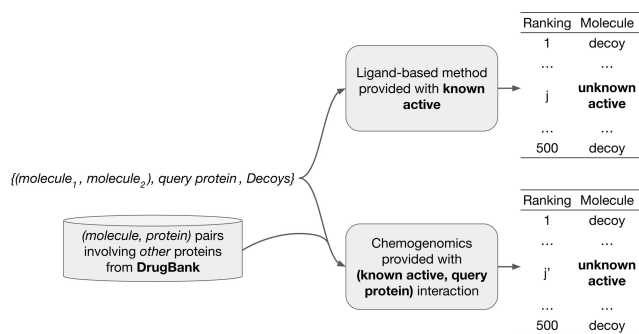 Ranking Molecule
1 decoy
... ...
j unknown active
... ...
500 decoy
Ligand-based method
provided with known
active
{(molecule1, molecule2), query protein, Decoys}
(molecule, protein) pairs
involving other proteins
from DrugBank
Chemogenomics
provided with
(known active, query
protein) interaction
Ranking Molecule
1 decoy
... ...
j' unknown active
... ...
500 decoy